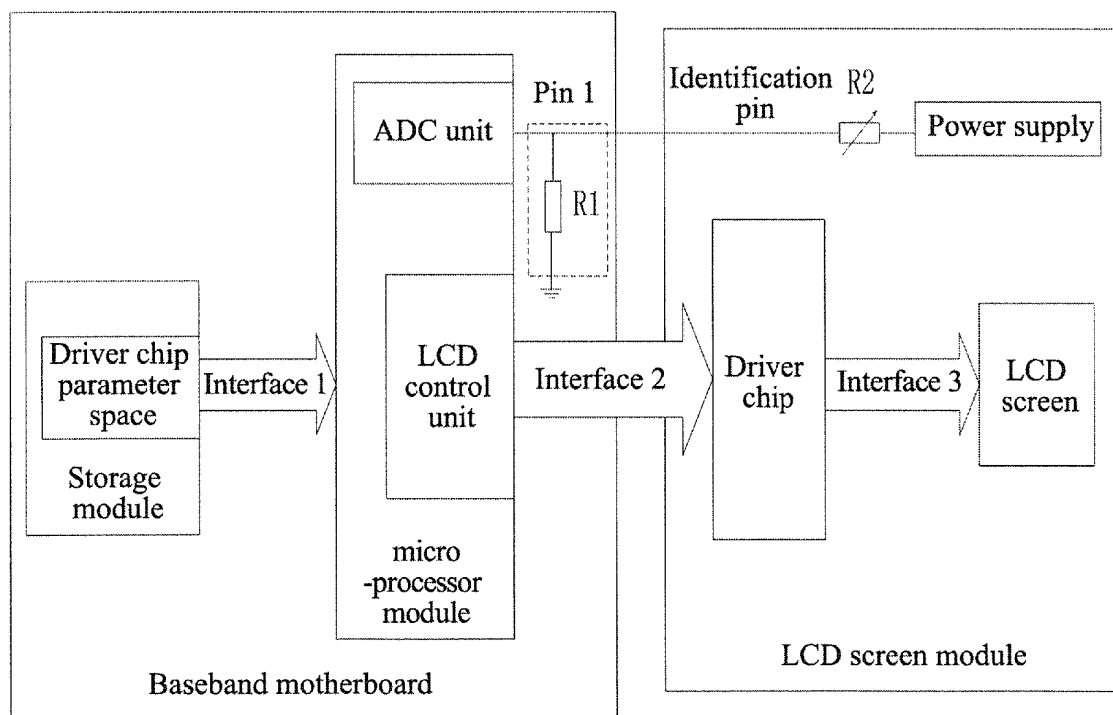 Pin 1
Identification
pin
R2
ADC unit
Power supply
R1
Driver chip
parameter
space
Interface 1
LCD
control
unit
Interface 2
Driver
chip
Interface 3
LCD
screen
Storage
module
micro
-processor
module
Baseband motherboard
LCD screen module